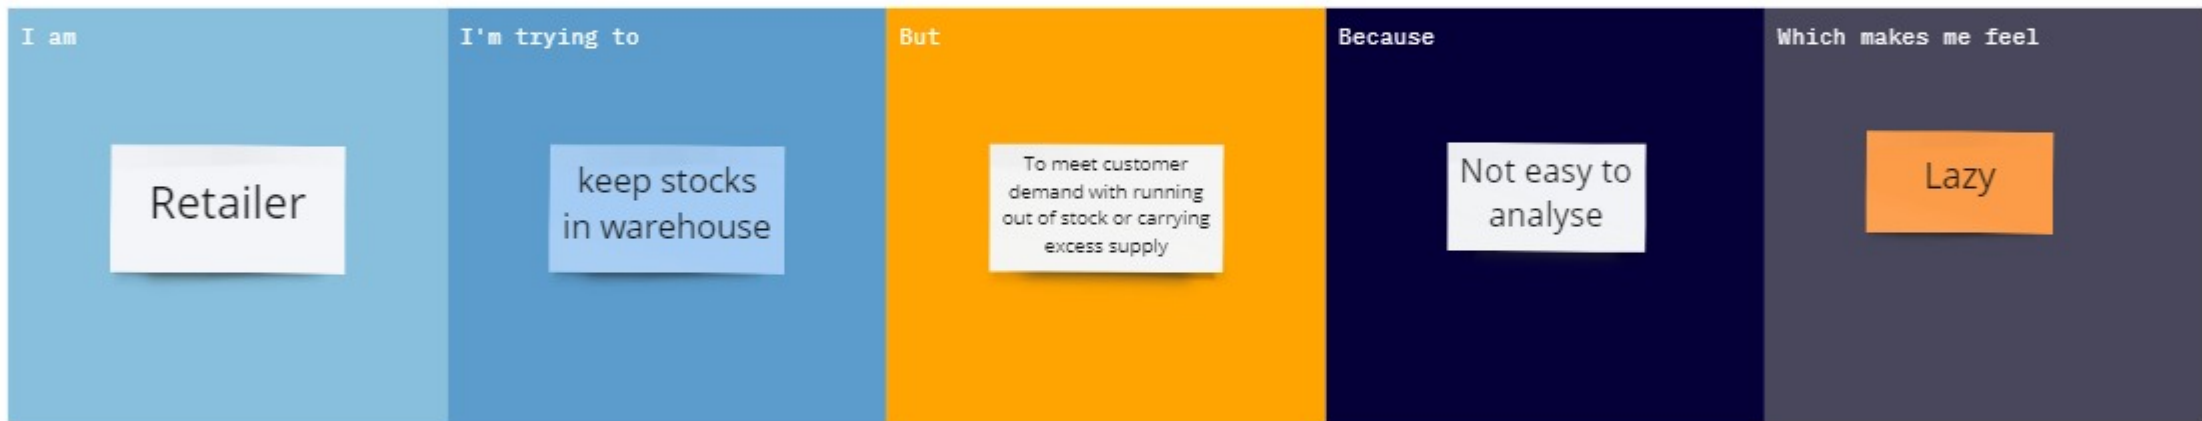 I am
Retailer
I'm trying to
keep stocks
in warehouse
But
To meet customer
demand with running
out of stock or carrying
excess supply
Because
Not easy to
analyse
Which makes me feel
Lazy